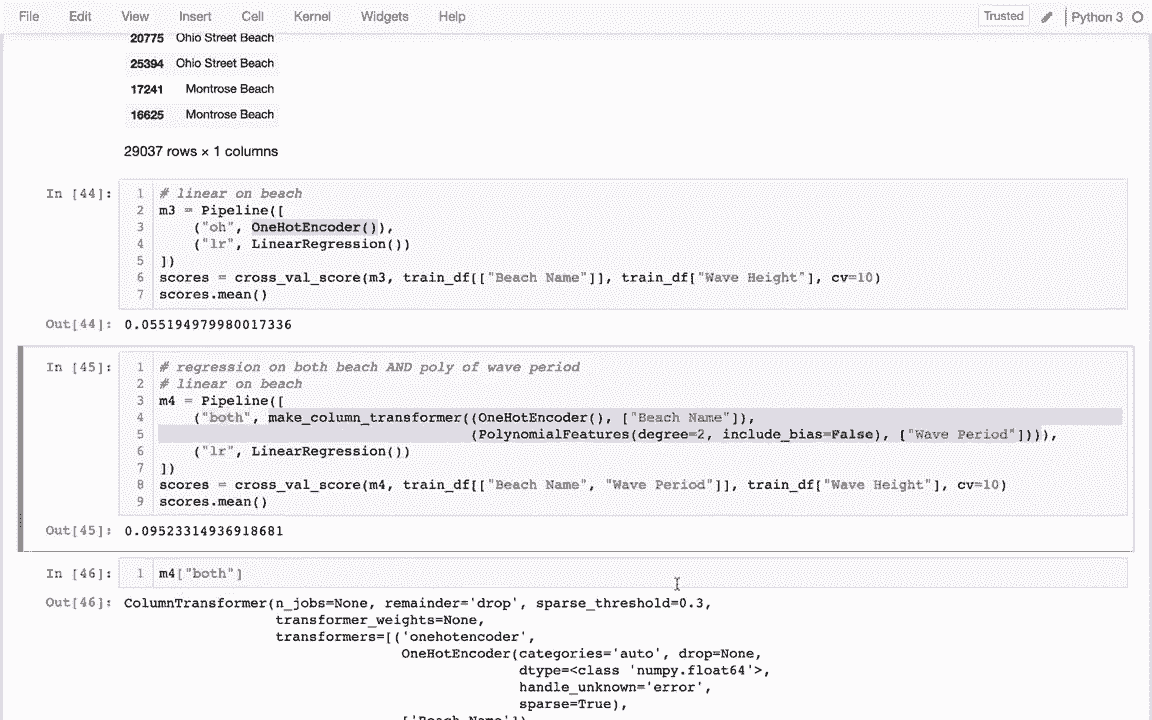 File Edit View Insert Cell Kernel Widgets Help Trusted Python 3
20775 Ohio Street Beach
25394 Ohio Street Beach
17241 Montrose Beach
16625 Montrose Beach
29037 rows × 1 columns
In [44]:
1 # linear on beach
2 m3 = Pipeline([
3 ("oh", OneHotEncoder()),
4 ("lr", LinearRegression())
5 ])
6 scores = cross_val_score(m3, train_df[["Beach Name"]], train_df["Wave Height"], cv=10)
7 scores.mean()
Out[44]: 0.055194979980017336
In [45]:
1 # regression on both beach AND poly of wave period
2 # linear on beach
3 m4 = Pipeline([
4 ("both", make_column_transformer((OneHotEncoder(), ["Beach Name"]),
5 (PolynomialFeatures(degree=2, include_bias=False), ["Wave Period"]))),
6 ("lr", LinearRegression())
7 ])
8 scores = cross_val_score(m4, train_df[["Beach Name", "Wave Period"]], train_df["Wave Height"], cv=10)
9 scores.mean()
Out[45]: 0.09523314936918681
In [46]: 1 m4["both"]
Out[46]: ColumnTransformer(n_jobs=None, remainder='drop', sparse_threshold=0.3,
transformer_weights=None,
transformers=[('onehotencoder',
OneHotEncoder(categories='auto', drop=None,
dtype=<class 'numpy.float64'>,
handle_unknown='error',
sparse=True),
['Beach Name'])